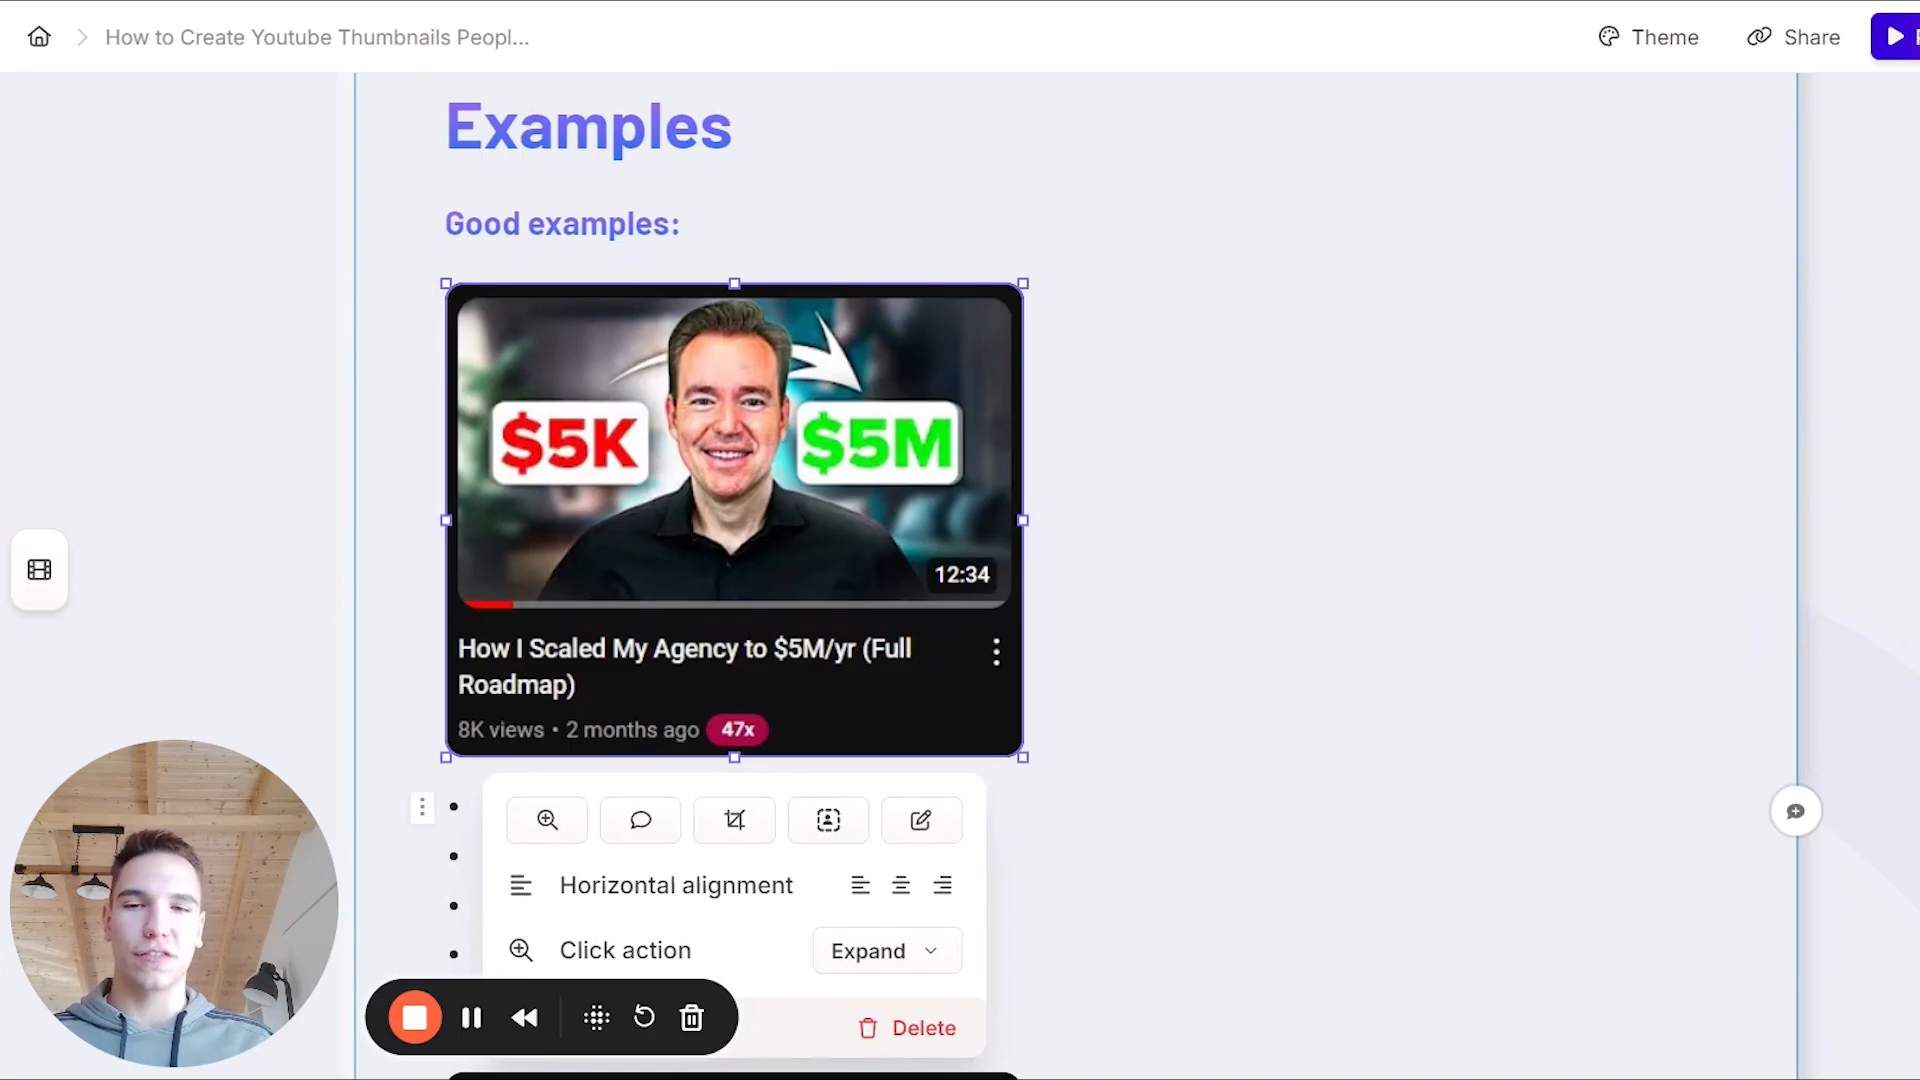 How to Create Youtube Thumbnails Peopl...
Theme
Share
Examples
Good examples:
$5K
$5M
12:34
How I Scaled My Agency to $5M/yr (Full
Roadmap)
8K views • 2 months ago 47x
Horizontal alignment
Click action
Expand
Delete